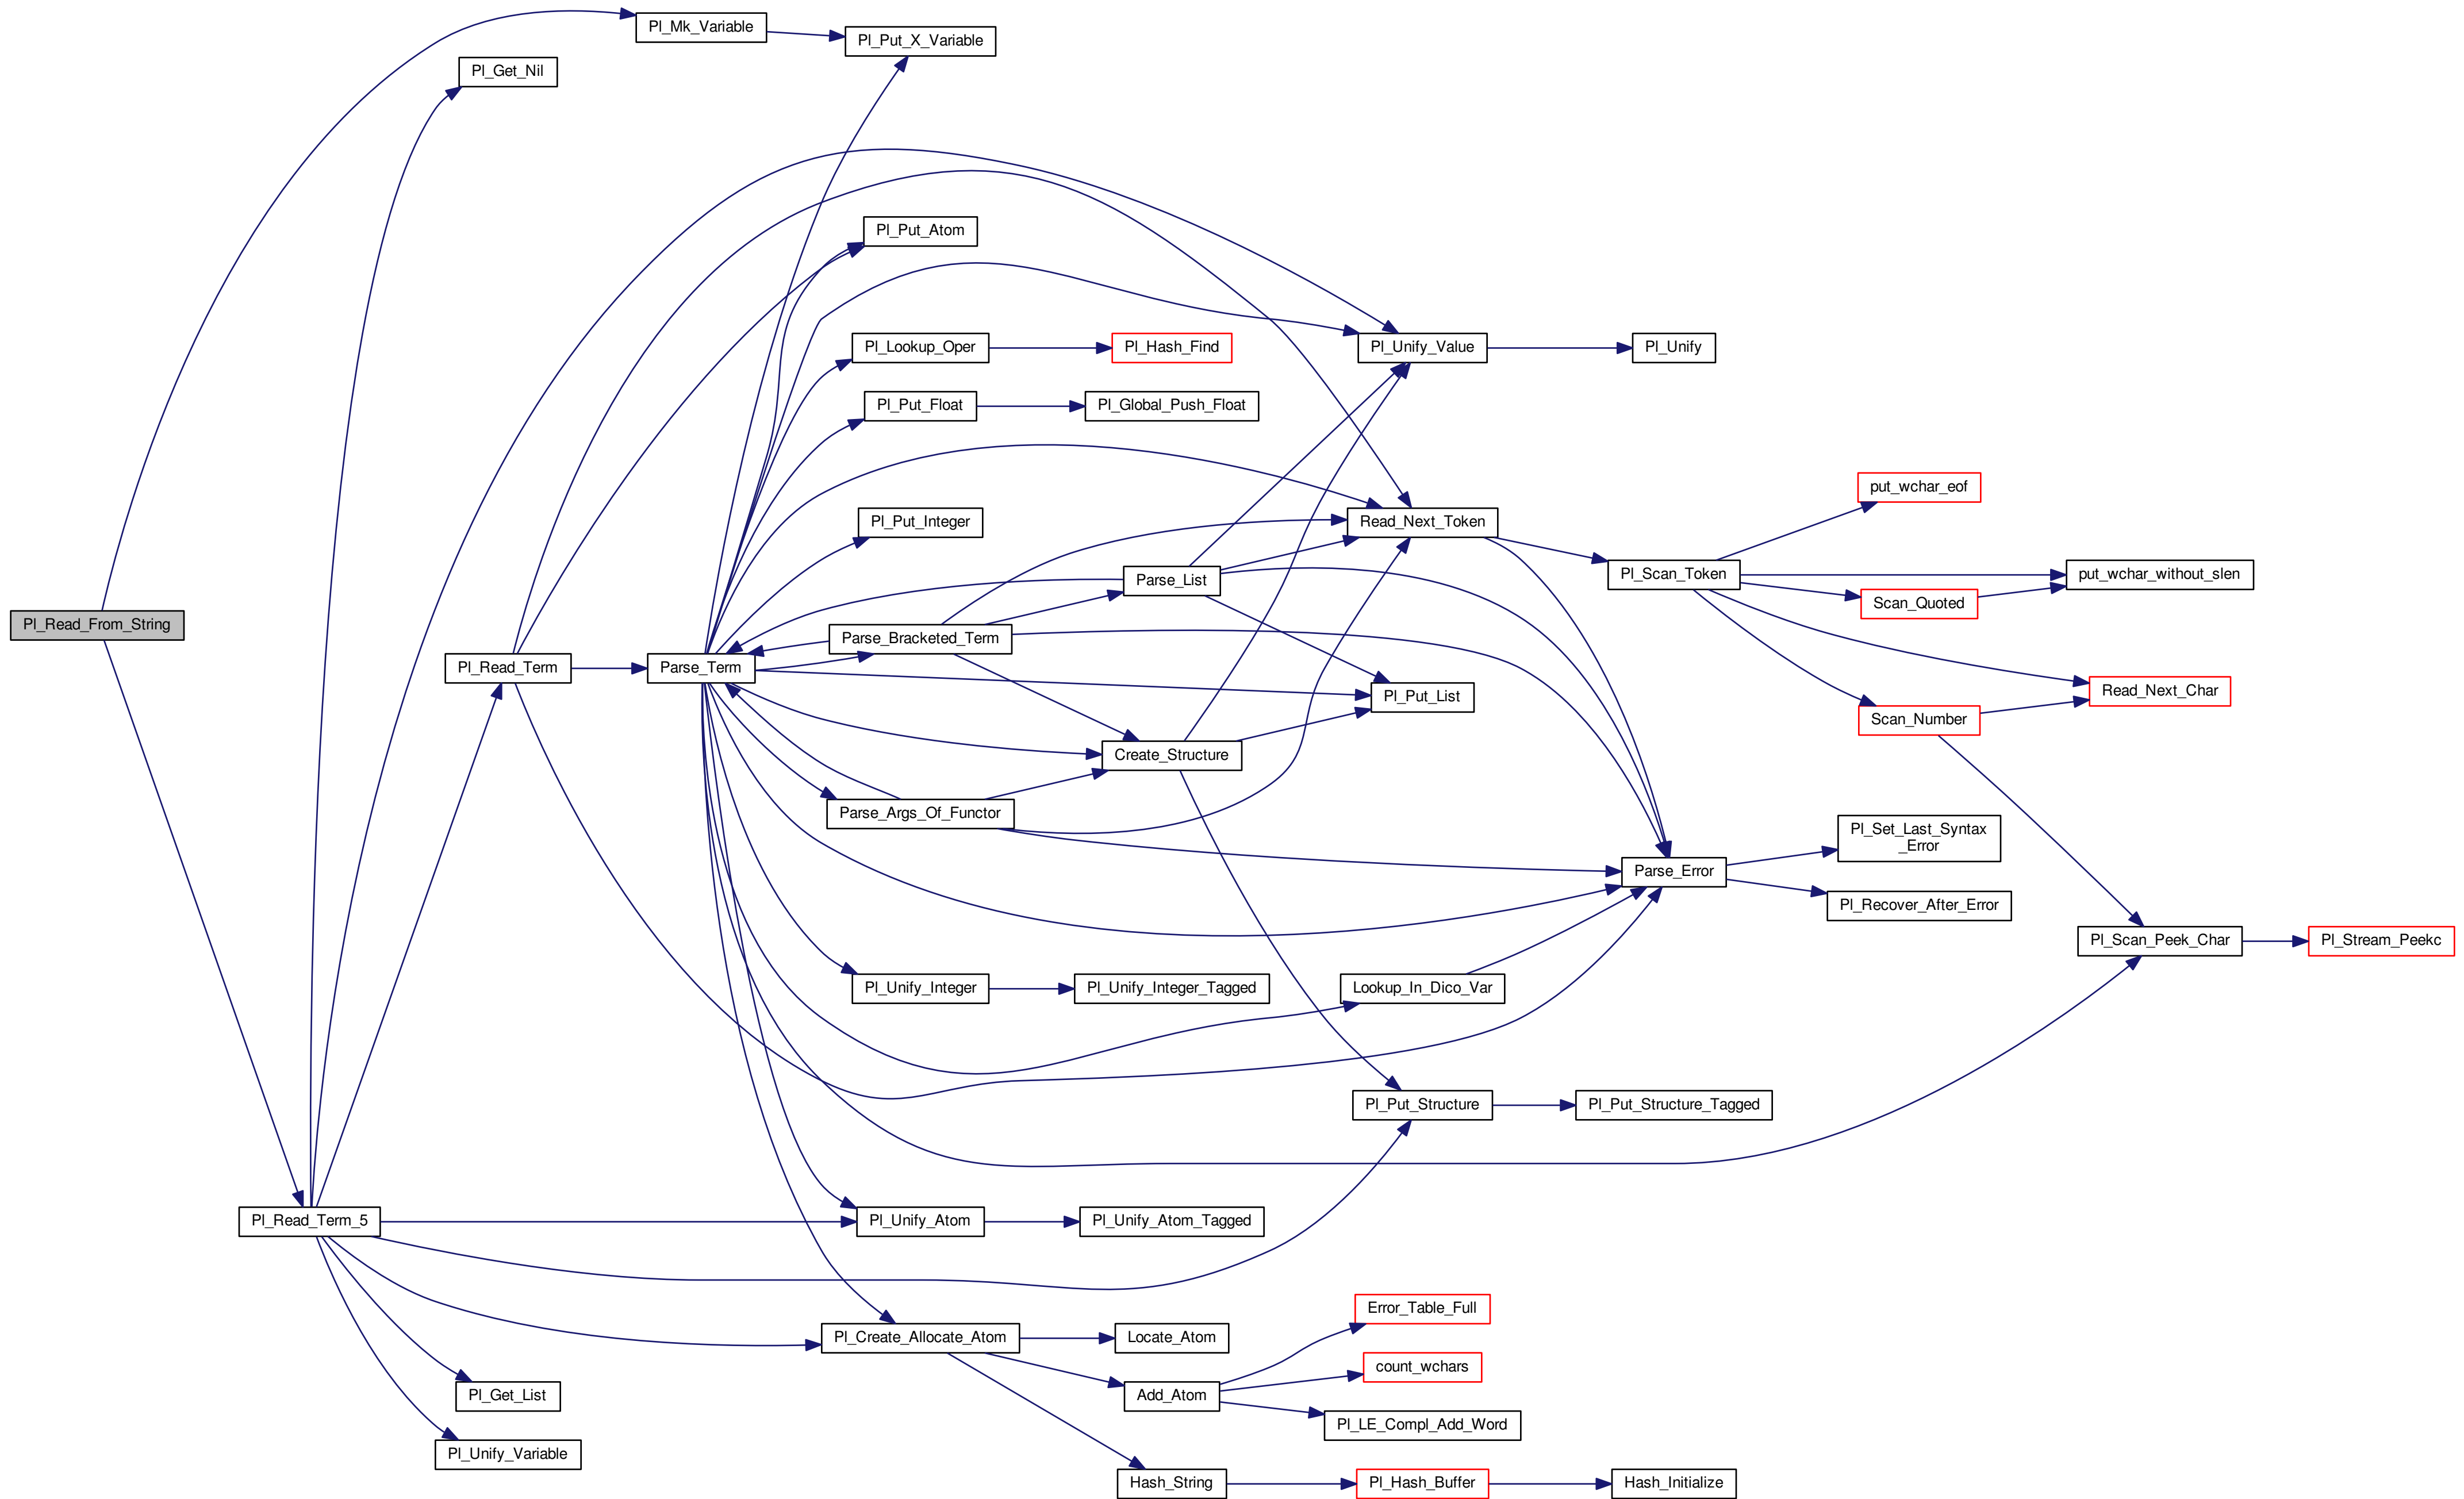 Pl_Mk_Variable
Pl_Put_X_Variable
Pl_Get_Nil
Pl_Put_Atom
Pl_Lookup_Oper
Pl_Hash_Find
Pl_Unify_Value
Pl_Unify
Pl_Put_Float
Pl_Global_Push_Float
put_wchar_eof
Pl_Put_Integer
Read_Next_Token
Parse_List
Pl_Scan_Token
put_wchar_without_slen
Scan_Quoted
Pl_Read_From_String
Parse_Bracketed_Term
Pl_Read_Term
Parse_Term
Pl_Put_List
Read_Next_Char
Scan_Number
Create_Structure
Parse_Args_Of_Functor
Pl_Set_Last_Syntax
_Error
Parse_Error
Pl_Recover_After_Error
Pl_Scan_Peek_Char
Pl_Stream_Peekc
Pl_Unify_Integer
Pl_Unify_Integer_Tagged
Lookup_In_Dico_Var
Pl_Put_Structure
Pl_Put_Structure_Tagged
Pl_Read_Term_5
Pl_Unify_Atom
Pl_Unify_Atom_Tagged
Error_Table_Full
Pl_Create_Allocate_Atom
Locate_Atom
count_wchars
Pl_Get_List
Add_Atom
Pl_LE_Compl_Add_Word
Pl_Unify_Variable
Hash_String
Pl_Hash_Buffer
Hash_Initialize